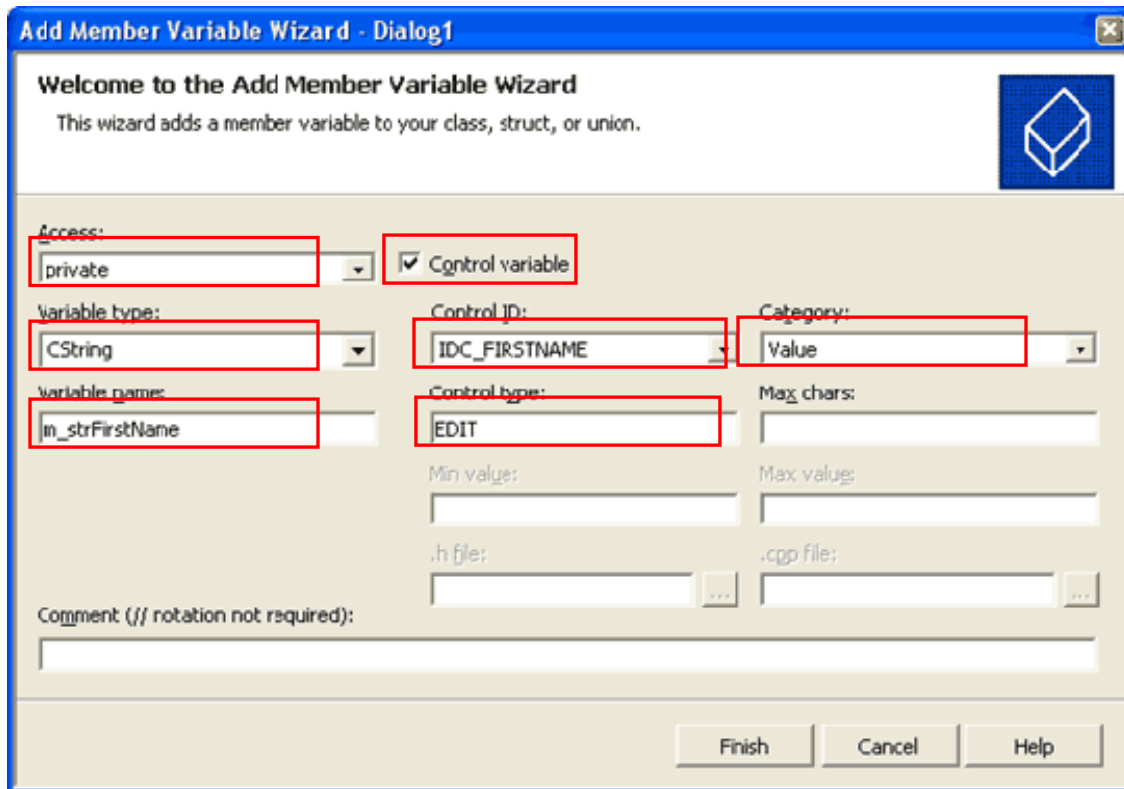 Add Member Variable Wizard - Dialog1
Welcome to the Add Member Variable Wizard
This wizard adds a member variable to your class, struct, or union.
Access:
private
Control variable
Variable type:
Control ID:
Category:
CString
IDC_FIRSTNAME
Value
Variable name:
Control type:
Max chars:
m_strFirstName
EDIT
Min value:
Max value:
.h file:
.cpp file:
...
...
Comment (// notation not required):
Finish
Cancel
Help